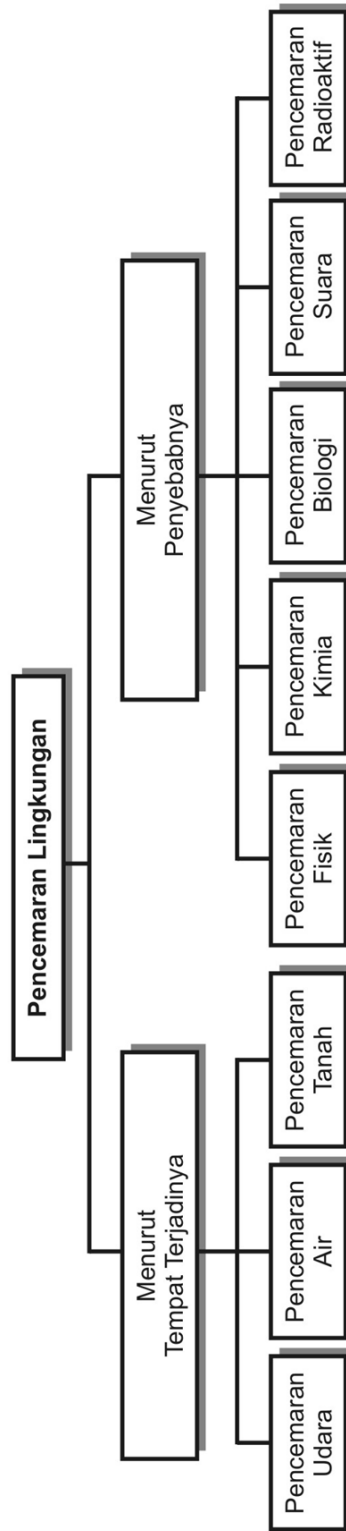 Pencemaran Lingkungan
Menurut
Tempat Terjadinya
Menurut
Penyebabnya
Pencemaran
Udara
Pencemaran
Air
Pencemaran
Tanah
Pencemaran
Fisik
Pencemaran
Kimia
Pencemaran
Biologi
Pencemaran
Suara
Pencemaran
Radioaktif